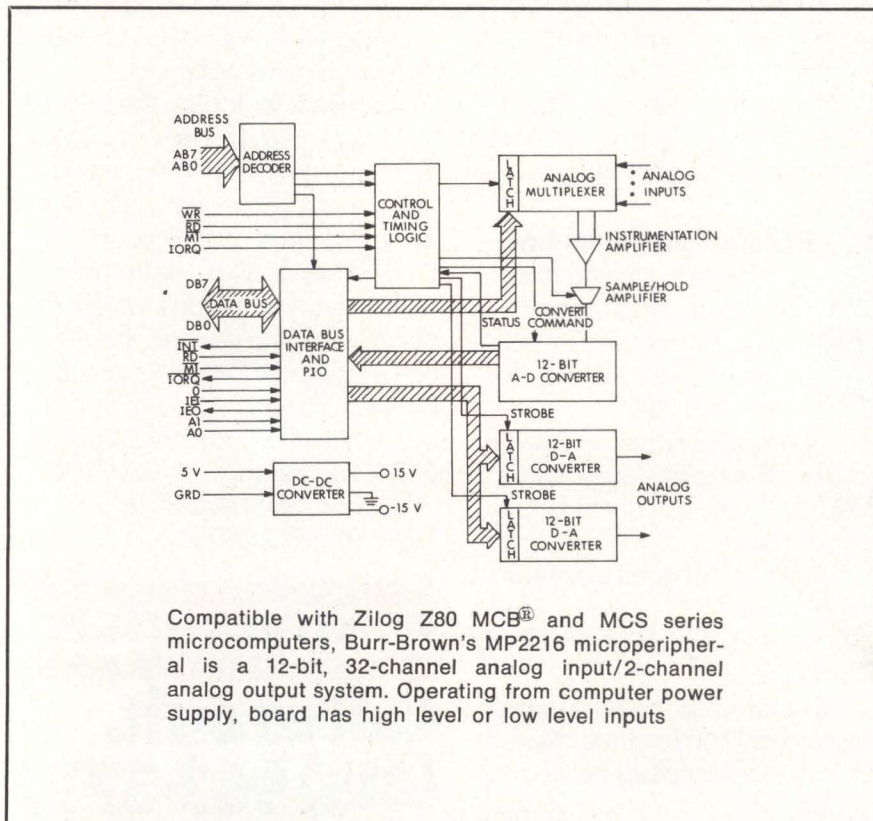 ADDRESS
BUS
AB7
AB0
ADDRESS
DECODER
WR
RD
MI
IORQ
CONTROL
AND
TIMING
LOGIC
LATCH
ANALOG
MULTIPLEXER
ANALOG
INPUTS
INSTRUMENTATION
AMPLIFIER
SAMPLE/HOLD
AMPLIFIER
DB7
DATA BUS
DB0
DATA BUS
INTERFACE
AND
PIO
STATUS
CONVERT
COMMAND
12-BIT
A-D CONVERTER
INT
RD
MI
IORQ
0
IEI
IEO
A1
A0
STROBE
LATCH
12-BIT
D-A
CONVERTER
ANALOG
OUTPUTS
STROBE
LATCH
12-BIT
D-A
CONVERTER
5 V
GRD
DC-DC
CONVERTER
15 V
-15 V
Compatible with Zilog Z80 MCB® and MCS series
microcomputers, Burr-Brown's MP2216 microperipher-
al is a 12-bit, 32-channel analog input/2-channel
analog output system. Operating from computer power
supply, board has high level or low level inputs